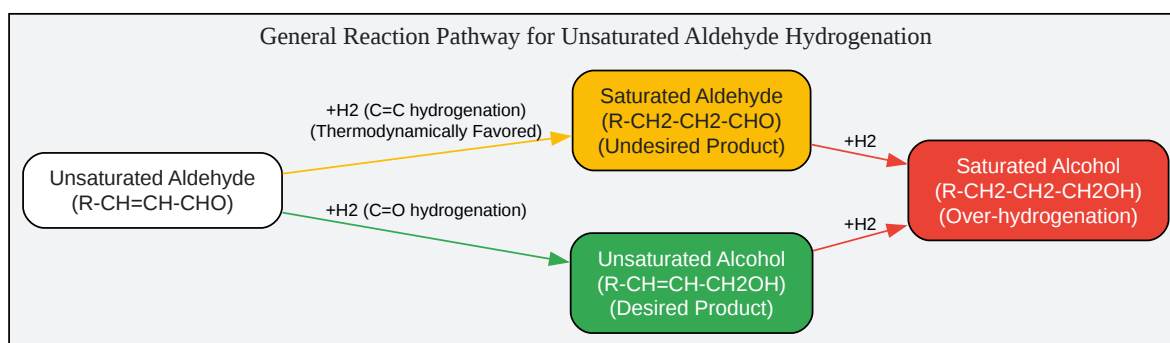 General Reaction Pathway for Unsaturated Aldehyde Hydrogenation
Unsaturated Aldehyde
(R-CH=CH-CHO)
+H2 (C=C hydrogenation)
(Thermodynamically Favored)
+H2 (C=O hydrogenation)
Saturated Aldehyde
(R-CH2-CH2-CHO)
(Undesired Product)
Unsaturated Alcohol
(R-CH=CH-CH2OH)
(Desired Product)
+H2
+H2
Saturated Alcohol
(R-CH2-CH2-CH2OH)
(Over-hydrogenation)